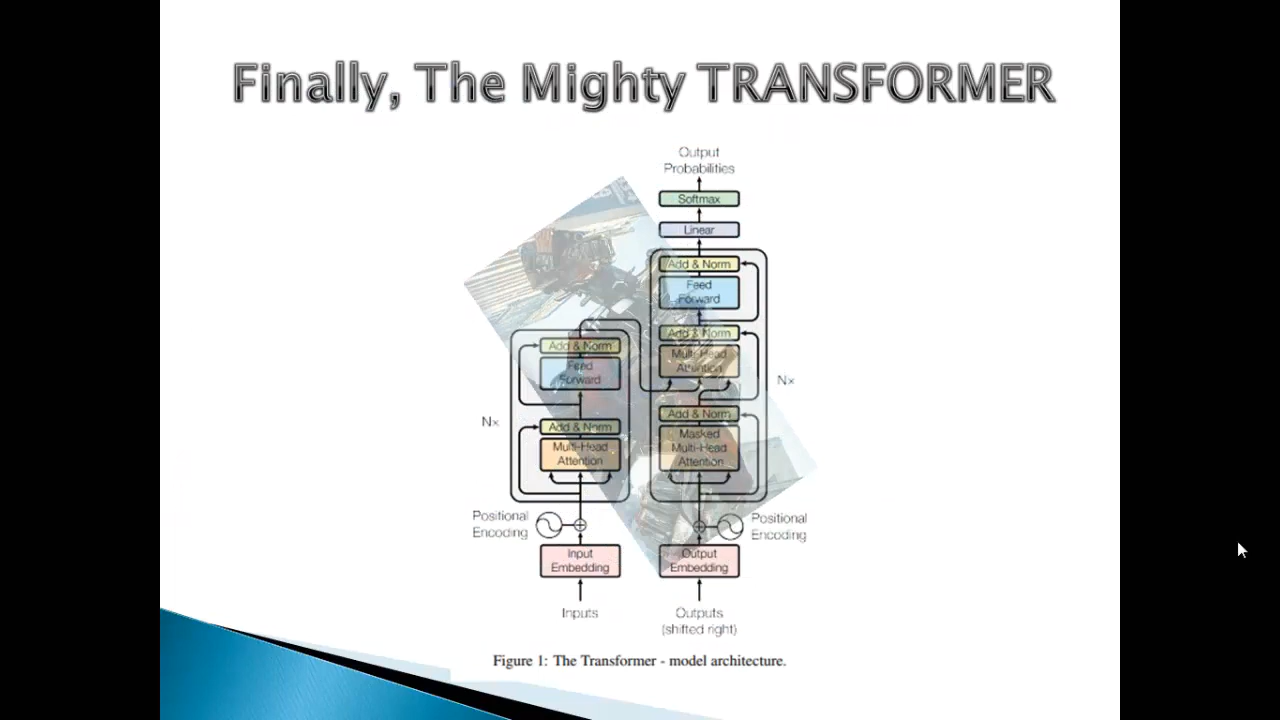 Finally, The Mighty TRANSFORMER
Output
Probabilities
Softmax
Linear
Add & Norm
Feed
Forward
Add & Norm
Multi-Head
Attention
Nx
Add & Norm
Masked
Multi-Head
Attention
Add & Norm
Feed
Forward
Nx
Add & Norm
Multi-Head
Attention
Positional
Encoding
Positional
Encoding
Input
Embedding
Output
Embedding
Inputs
Outputs
(shifted right)
Figure 1: The Transformer - model architecture.